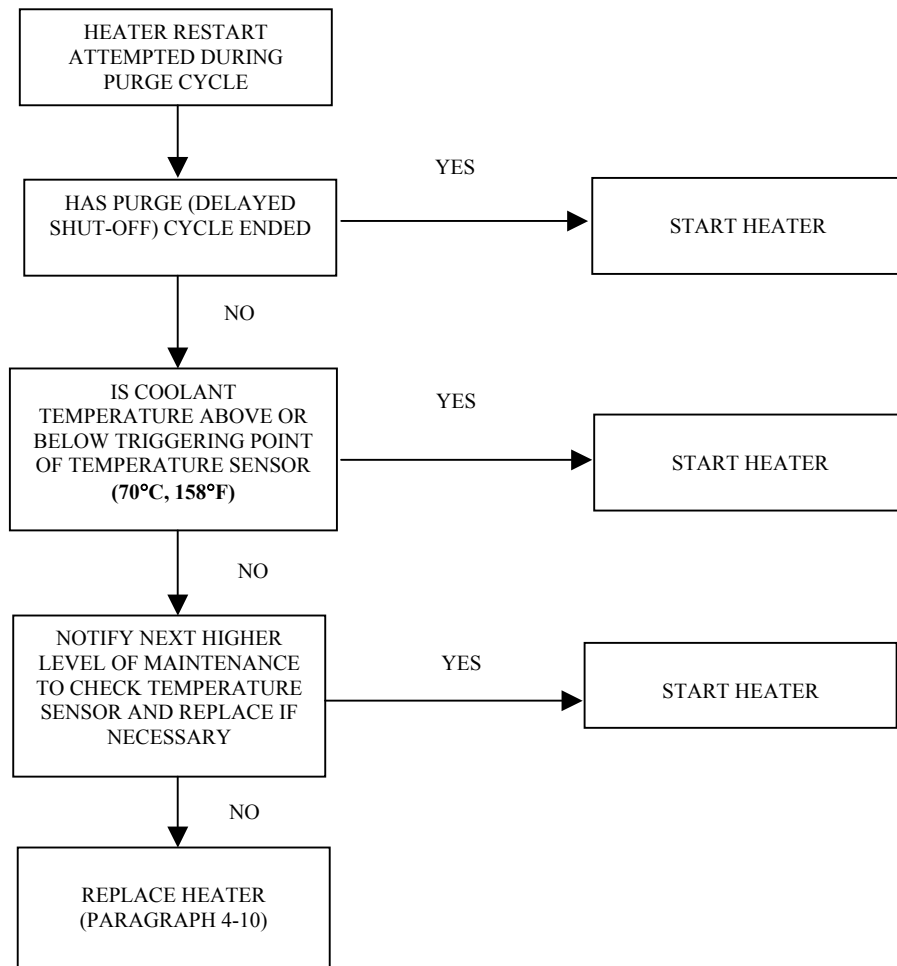 HEATER RESTART
ATTEMPTED DURING
PURGE CYCLE
YES
HAS PURGE (DELAYED
SHUT-OFF) CYCLE ENDED
START HEATER
NO
IS COOLANT
TEMPERATURE ABOVE OR
BELOW TRIGGERING POINT
OF TEMPERATURE SENSOR
(70°C, 158°F)
YES
START HEATER
NO
NOTIFY NEXT HIGHER
LEVEL OF MAINTENANCE
TO CHECK TEMPERATURE
SENSOR AND REPLACE IF
NECESSARY
YES
START HEATER
NO
REPLACE HEATER
(PARAGRAPH 4-10)